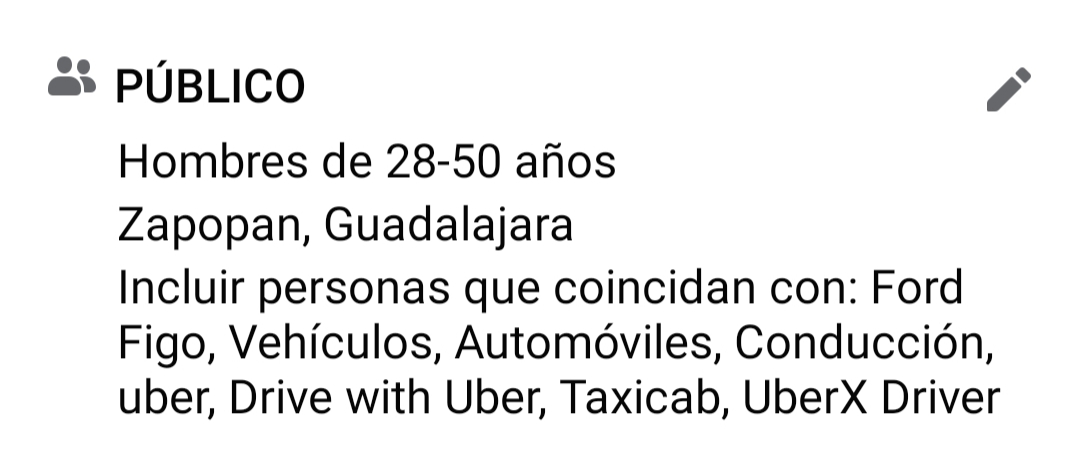 PÚBLICO
Hombres de 28-50 años
Zapopan, Guadalajara
Incluir personas que coincidan con: Ford
Figo, Vehículos, Automóviles, Conducción,
uber, Drive with Uber, Taxicab, UberX Driver